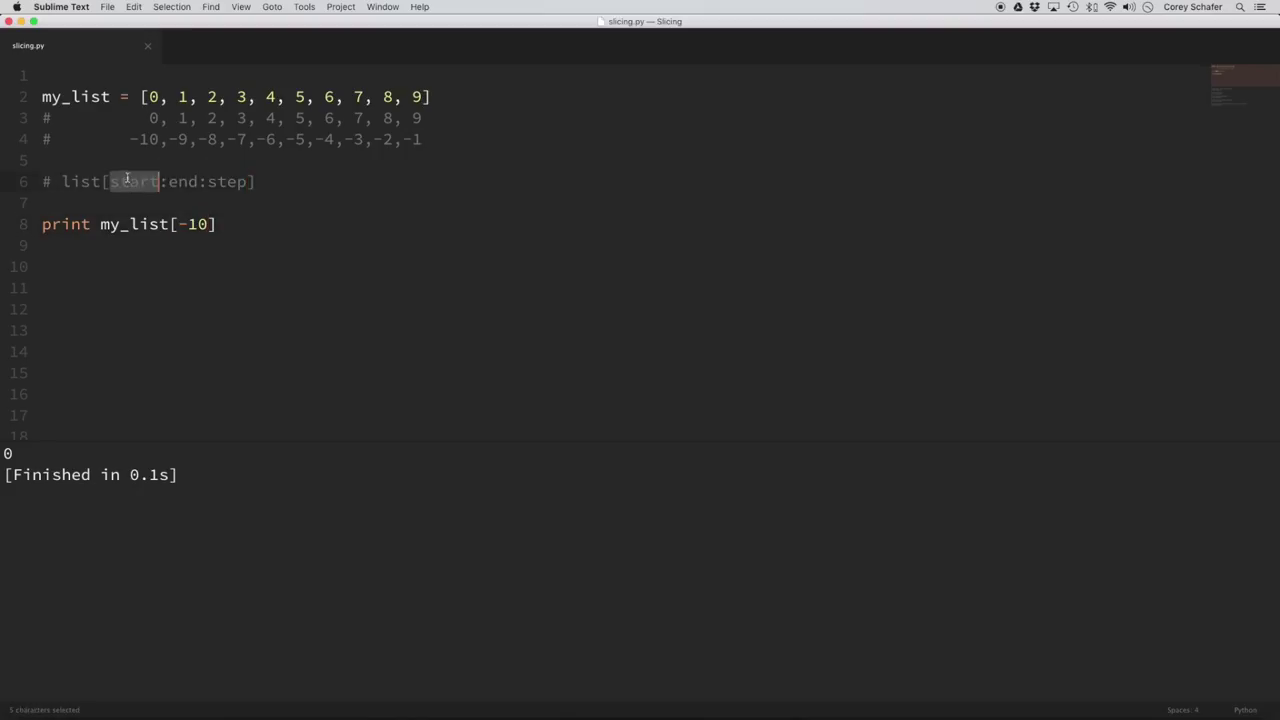 Sublime Text File Edit Selection Find View Goto Tools Project Window Help Corey Schafer
slicing.py — Slicing
slicing.py
1
2 my_list = [0, 1, 2, 3, 4, 5, 6, 7, 8, 9]
3 # 0, 1, 2, 3, 4, 5, 6, 7, 8, 9
4 # -10,-9,-8,-7,-6,-5,-4,-3,-2,-1
5
6 # list[start:end:step]
7
8 print my_list[-10]
9
10
11
12
13
14
15
16
17
18
0
[Finished in 0.1s]
5 characters selected Spaces: 4 Python